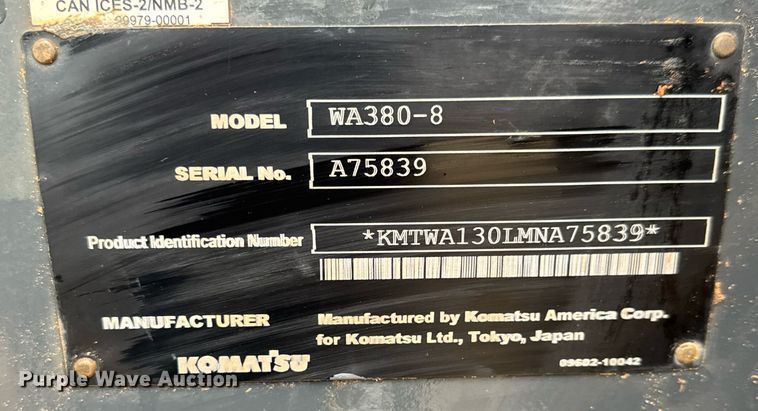 CAN ICES-2/NMB-2
99979-00001
MODEL WA380-8
SERIAL No. A75839
Product Identification Number *KMTWA130LMNA75839*
MANUFACTURER Manufactured by Komatsu America Corp.
for Komatsu Ltd., Tokyo, Japan
KOMATSU 09602-10042
Purple Wave Auction